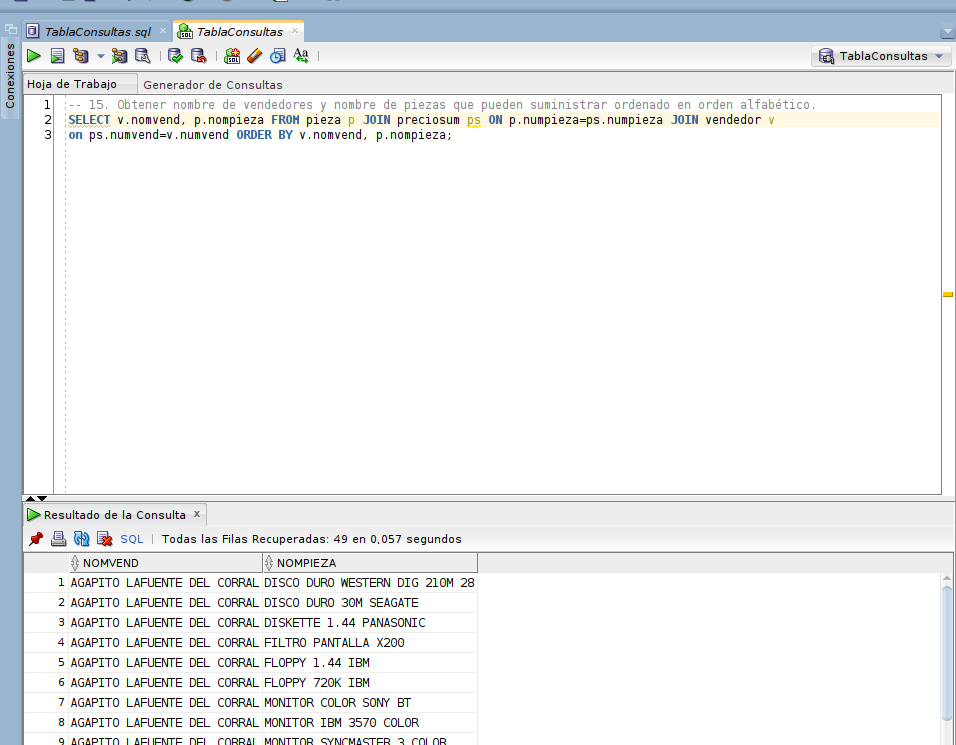 TablaConsultas.sql
TablaConsultas
Conexiones
TablaConsultas
Hoja de Trabajo
Generador de Consultas
1 -- 15. Obtener nombre de vendedores y nombre de piezas que pueden suministrar ordenado en orden alfabético.
2 SELECT v.nomvend, p.nompieza FROM pieza p JOIN preciosum ps ON p.numpieza=ps.numpieza JOIN vendedor v
3 on ps.numvend=v.numvend ORDER BY v.nomvend, p.nompieza;
Resultado de la Consulta x
SQL | Todas las Filas Recuperadas: 49 en 0,057 segundos
NOMVEND NOMPIEZA
1 AGAPITO LAFUENTE DEL CORRAL DISCO DURO WESTERN DIG 210M 28
2 AGAPITO LAFUENTE DEL CORRAL DISCO DURO 30M SEAGATE
3 AGAPITO LAFUENTE DEL CORRAL DISKETTE 1.44 PANASONIC
4 AGAPITO LAFUENTE DEL CORRAL FILTRO PANTALLA X200
5 AGAPITO LAFUENTE DEL CORRAL FLOPPY 1.44 IBM
6 AGAPITO LAFUENTE DEL CORRAL FLOPPY 720K IBM
7 AGAPITO LAFUENTE DEL CORRAL MONITOR COLOR SONY BT
8 AGAPITO LAFUENTE DEL CORRAL MONITOR IBM 3570 COLOR
9 AGAPITO LAFUENTE DEL CORRAL MONITOR SYNCMASTER 3 COLOR